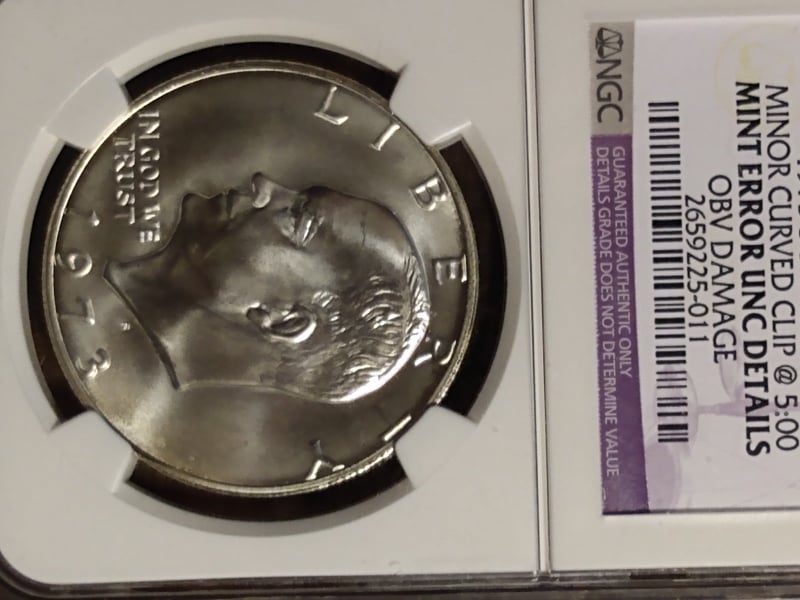 LIBERTY
IN GOD WE
TRUST
1973
NGC
MINOR CURVED CLIP @ 5:00
MINT ERROR UNC DETAILS
OBV DAMAGE
2659225-011
GUARANTEED AUTHENTIC ONLY
DETAILS GRADE DOES NOT DETERMINE VALUE